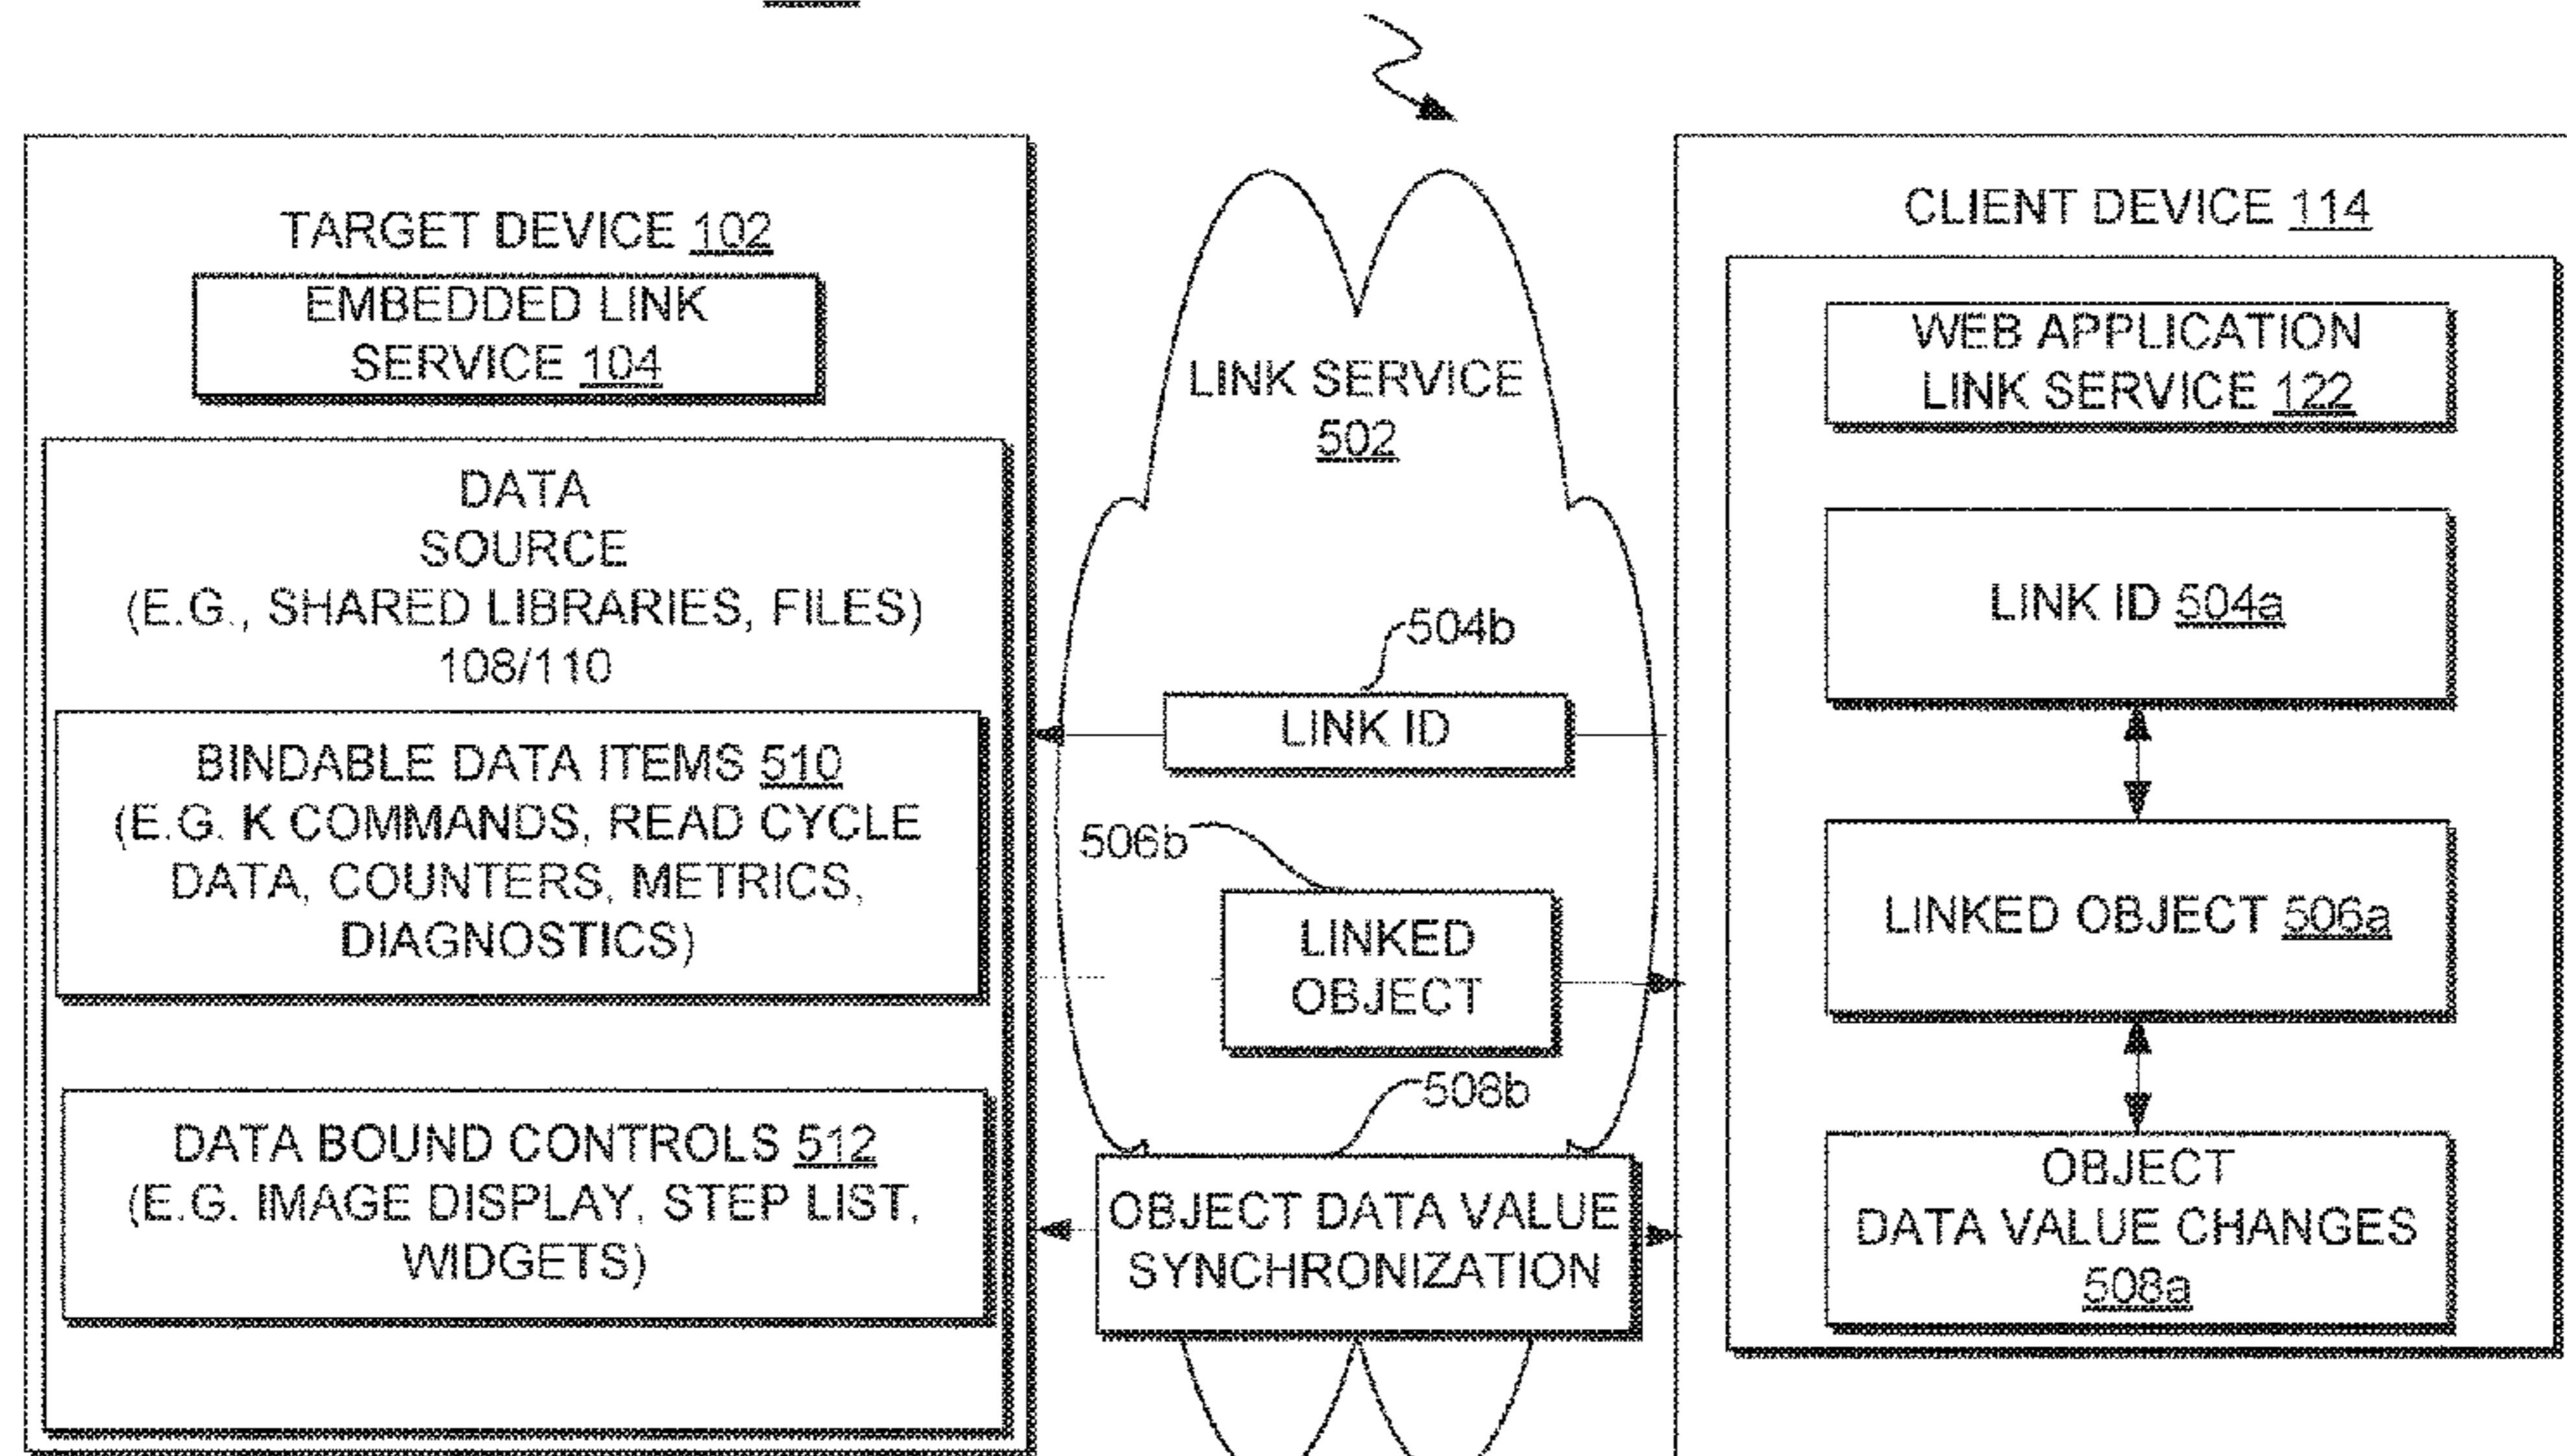 TARGET DEVICE 102
EMBEDDED LINK
SERVICE 104
DATA
SOURCE
(E.G., SHARED LIBRARIES, FILES)
108/110
BINDABLE DATA ITEMS 510
(E.G. K COMMANDS, READ CYCLE
DATA, COUNTERS, METRICS,
DIAGNOSTICS)
DATA BOUND CONTROLS 512
(E.G. IMAGE DISPLAY, STEP LIST,
WIDGETS)
LINK SERVICE
502
504b
LINK ID
506b
LINKED
OBJECT
508b
OBJECT DATA VALUE
SYNCHRONIZATION
CLIENT DEVICE 114
WEB APPLICATION
LINK SERVICE 122
LINK ID 504a
LINKED OBJECT 506a
OBJECT
DATA VALUE CHANGES
508a